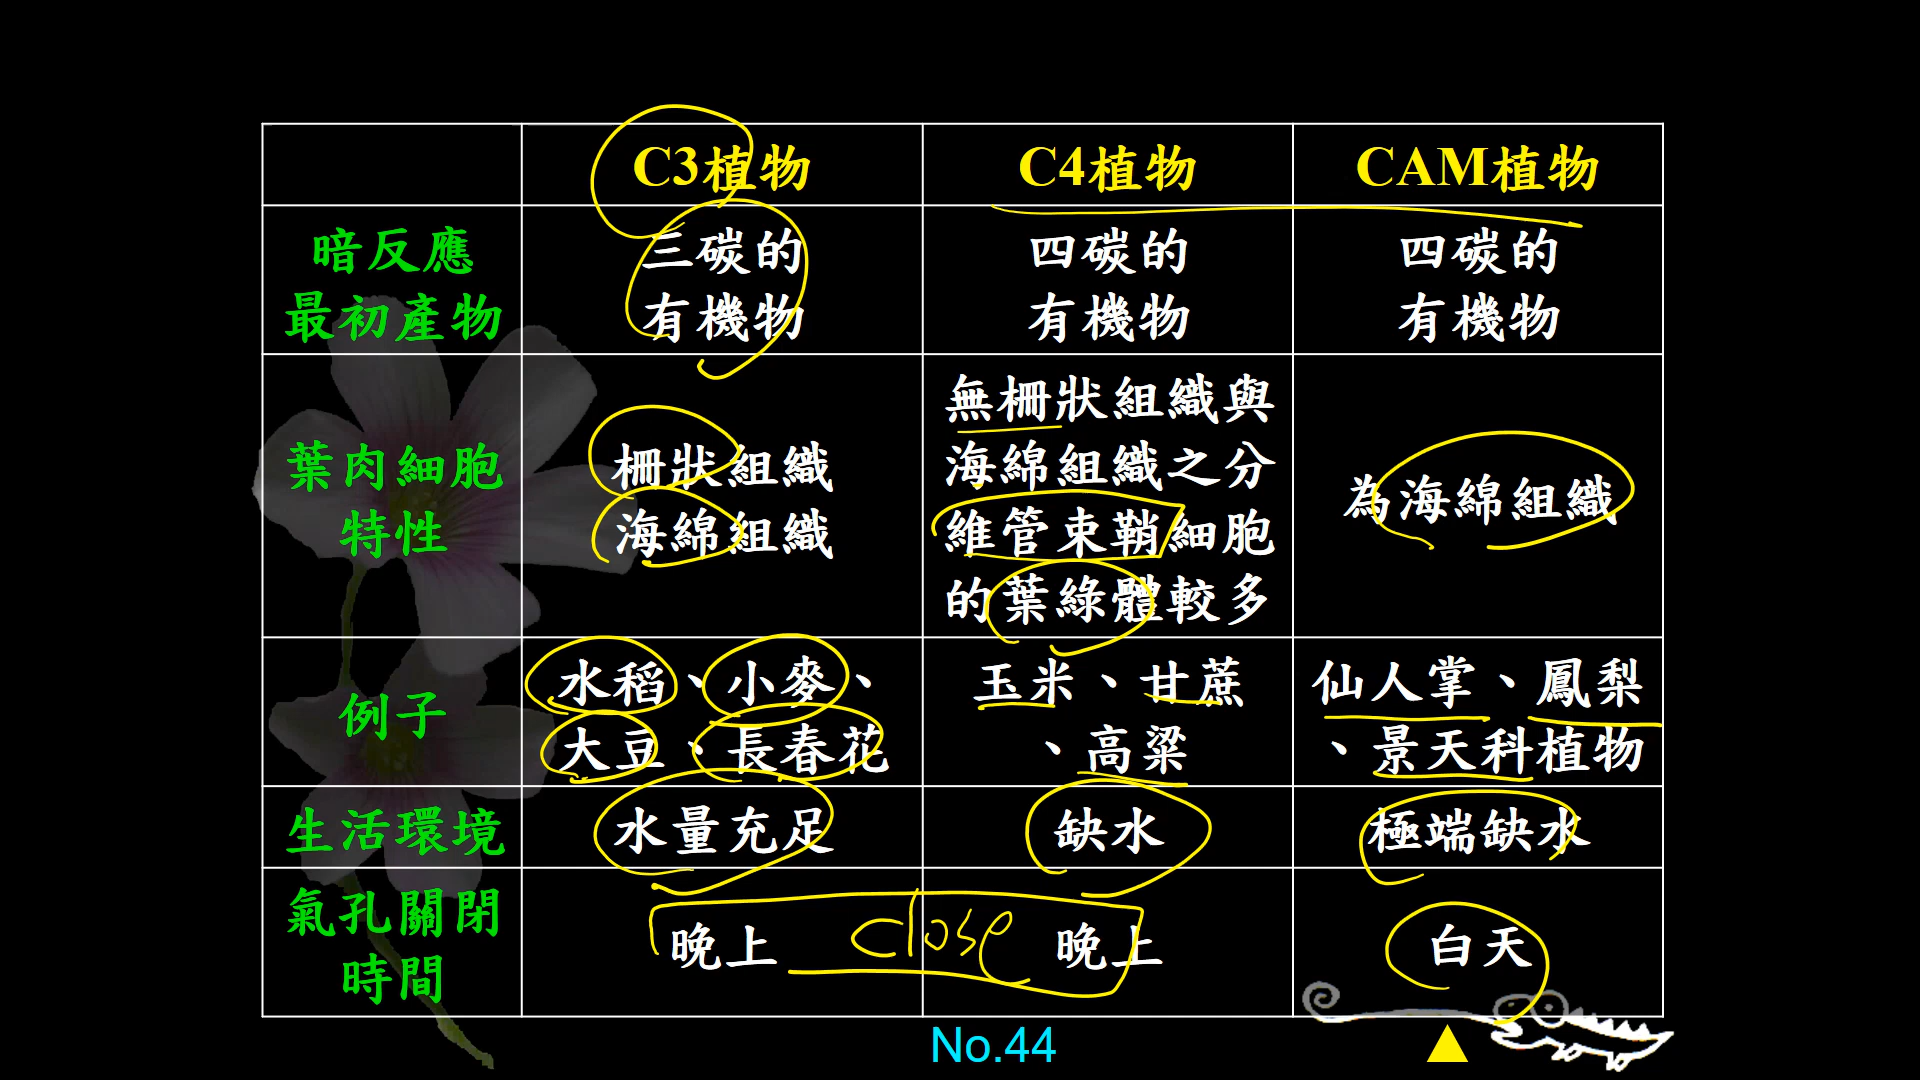 C3植物
C4植物
CAM植物
暗反應
最初產物
三碳的
有機物
四碳的
有機物
四碳的
有機物
葉肉細胞
特性
柵狀組織
海綿組織
無柵狀組織與
海綿組織之分
維管束鞘細胞
的葉綠體較多
為海綿組織
例子
水稻、小麥、
大豆、長春花
玉米、甘蔗
、高粱
仙人掌、鳳梨
、景天科植物
生活環境
水量充足
缺水
極端缺水
氣孔關閉
時間
晚上
close
晚上
白天
No.44